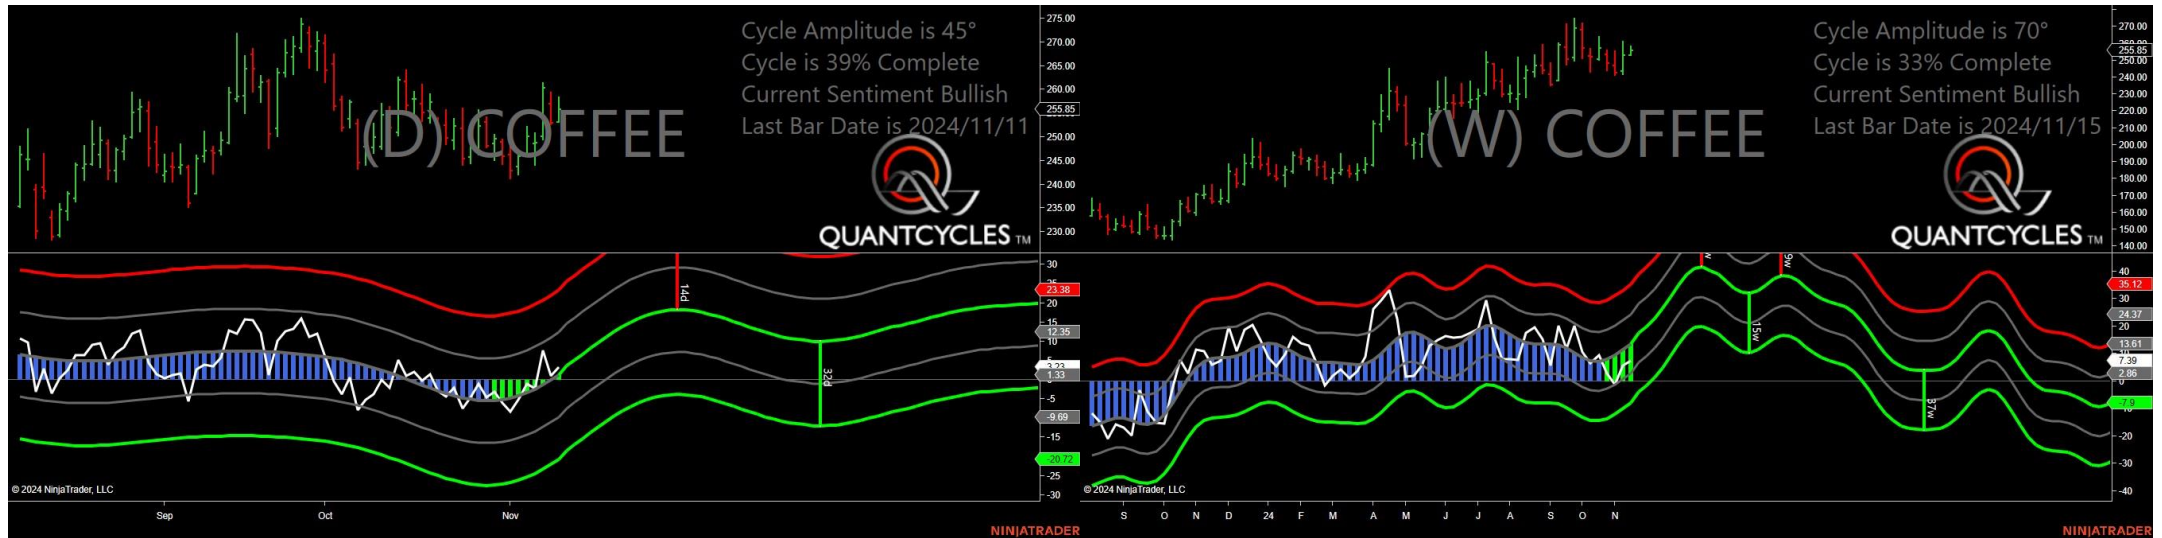 Cycle Amplitude is 45°
Cycle is 39% Complete
Current Sentiment Bullish
Last Bar Date is 2024/11/11
(D) COFFEE
QUANTCYCLES TM
275.00
270.00
265.00
260.00
255.85
250.00
245.00
240.00
235.00
230.00
30
23.38
20
15
12.35
10
3.23
1.33
-5
-9.69
-15
-20.72
-25
-30
14d
32d
© 2024 NinjaTrader, LLC
Sep Oct Nov
NINJATRADER
Cycle Amplitude is 70°
Cycle is 33% Complete
Current Sentiment Bullish
Last Bar Date is 2024/11/15
(W) COFFEE
QUANTCYCLES TM
270.00
255.85
250.00
240.00
230.00
220.00
210.00
200.00
190.00
180.00
170.00
160.00
150.00
140.00
40
35.12
30
24.37
20
13.61
7.39
2.86
0
-7.9
-20
-30
-40
w
9w
15w
37w
© 2024 NinjaTrader, LLC
S O N D 24 F M A M J J A S O N
NINJATRADER